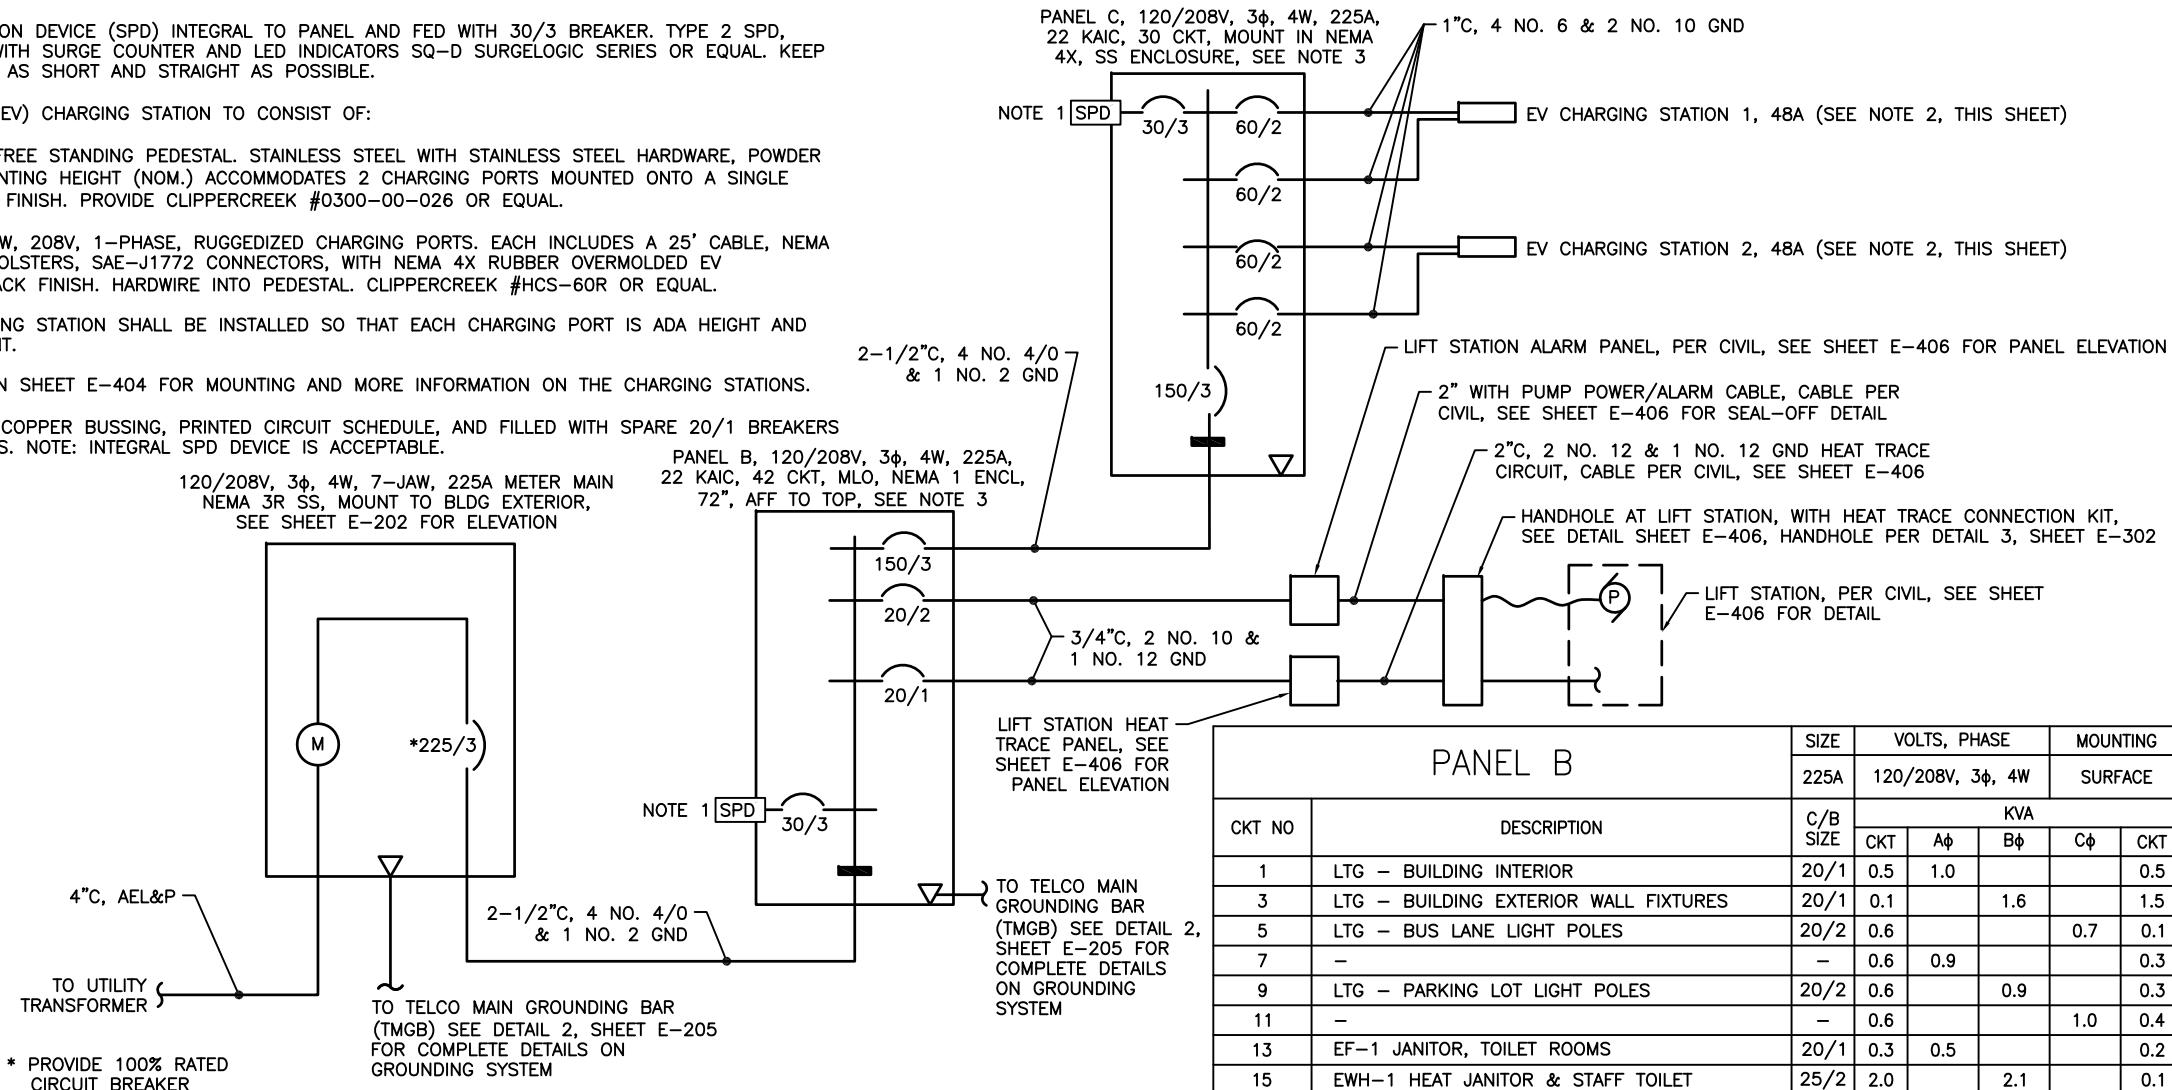 ON DEVICE (SPD) INTEGRAL TO PANEL AND FED WITH 30/3 BREAKER. TYPE 2 SPD,
WITH SURGE COUNTER AND LED INDICATORS SQ-D SURGELOGIC SERIES OR EQUAL. KEEP
AS SHORT AND STRAIGHT AS POSSIBLE.
EV) CHARGING STATION TO CONSIST OF:
FREE STANDING PEDESTAL. STAINLESS STEEL WITH STAINLESS STEEL HARDWARE, POWDER
NTING HEIGHT (NOM.) ACCOMMODATES 2 CHARGING PORTS MOUNTED ONTO A SINGLE
FINISH. PROVIDE CLIPPERCREEK #0300-00-026 OR EQUAL.
W, 208V, 1-PHASE, RUGGEDIZED CHARGING PORTS. EACH INCLUDES A 25' CABLE, NEMA
OLSTERS, SAE-J1772 CONNECTORS, WITH NEMA 4X RUBBER OVERMOLDED EV
ACK FINISH. HARDWIRE INTO PEDESTAL. CLIPPERCREEK #HCS-60R OR EQUAL.
NG STATION SHALL BE INSTALLED SO THAT EACH CHARGING PORT IS ADA HEIGHT AND
NT.
N SHEET E-404 FOR MOUNTING AND MORE INFORMATION ON THE CHARGING STATIONS.
COPPER BUSSING, PRINTED CIRCUIT SCHEDULE, AND FILLED WITH SPARE 20/1 BREAKERS
S. NOTE: INTEGRAL SPD DEVICE IS ACCEPTABLE.
PANEL C, 120/208V, 3ϕ, 4W, 225A,
22 KAIC, 30 CKT, MOUNT IN NEMA
4X, SS ENCLOSURE, SEE NOTE 3
1"C, 4 NO. 6 & 2 NO. 10 GND
NOTE 1 SPD
30/3
60/2
EV CHARGING STATION 1, 48A (SEE NOTE 2, THIS SHEET)
60/2
60/2
EV CHARGING STATION 2, 48A (SEE NOTE 2, THIS SHEET)
60/2
150/3
2-1/2"C, 4 NO. 4/0
& 1 NO. 2 GND
LIFT STATION ALARM PANEL, PER CIVIL, SEE SHEET E-406 FOR PANEL ELEVATION
2" WITH PUMP POWER/ALARM CABLE, CABLE PER
CIVIL, SEE SHEET E-406 FOR SEAL-OFF DETAIL
2"C, 2 NO. 12 & 1 NO. 12 GND HEAT TRACE
CIRCUIT, CABLE PER CIVIL, SEE SHEET E-406
HANDHOLE AT LIFT STATION, WITH HEAT TRACE CONNECTION KIT,
SEE DETAIL SHEET E-406, HANDHOLE PER DETAIL 3, SHEET E-302
P
LIFT STATION, PER CIVIL, SEE SHEET
E-406 FOR DETAIL
120/208V, 3ϕ, 4W, 7-JAW, 225A METER MAIN
NEMA 3R SS, MOUNT TO BLDG EXTERIOR,
SEE SHEET E-202 FOR ELEVATION
M
*225/3
PANEL B, 120/208V, 3ϕ, 4W, 225A,
22 KAIC, 42 CKT, MLO, NEMA 1 ENCL,
72", AFF TO TOP, SEE NOTE 3
150/3
20/2
20/1
3/4"C, 2 NO. 10 &
1 NO. 12 GND
LIFT STATION HEAT
TRACE PANEL, SEE
SHEET E-406 FOR
PANEL ELEVATION
NOTE 1 SPD
30/3
TO TELCO MAIN
GROUNDING BAR
(TMGB) SEE DETAIL 2,
SHEET E-205 FOR
COMPLETE DETAILS
ON GROUNDING
SYSTEM
4"C, AEL&P
2-1/2"C, 4 NO. 4/0
& 1 NO. 2 GND
TO UTILITY
TRANSFORMER
TO TELCO MAIN GROUNDING BAR
(TMGB) SEE DETAIL 2, SHEET E-205
FOR COMPLETE DETAILS ON
GROUNDING SYSTEM
* PROVIDE 100% RATED
CIRCUIT BREAKER
PANEL B SIZE VOLTS, PHASE MOUNTING
225A 120/208V, 3ϕ, 4W SURFACE
CKT NO DESCRIPTION C/B SIZE KVA
CKT Aϕ Bϕ Cϕ CKT
1 LTG - BUILDING INTERIOR 20/1 0.5 1.0 0.5
3 LTG - BUILDING EXTERIOR WALL FIXTURES 20/1 0.1 1.6 1.5
5 LTG - BUS LANE LIGHT POLES 20/2 0.6 0.7 0.1
7 - - 0.6 0.9 0.3
9 LTG - PARKING LOT LIGHT POLES 20/2 0.6 0.9 0.3
11 - - 0.6 1.0 0.4
13 EF-1 JANITOR, TOILET ROOMS 20/1 0.3 0.5 0.2
15 EWH-1 HEAT JANITOR & STAFF TOILET 25/2 2.0 2.1 0.1